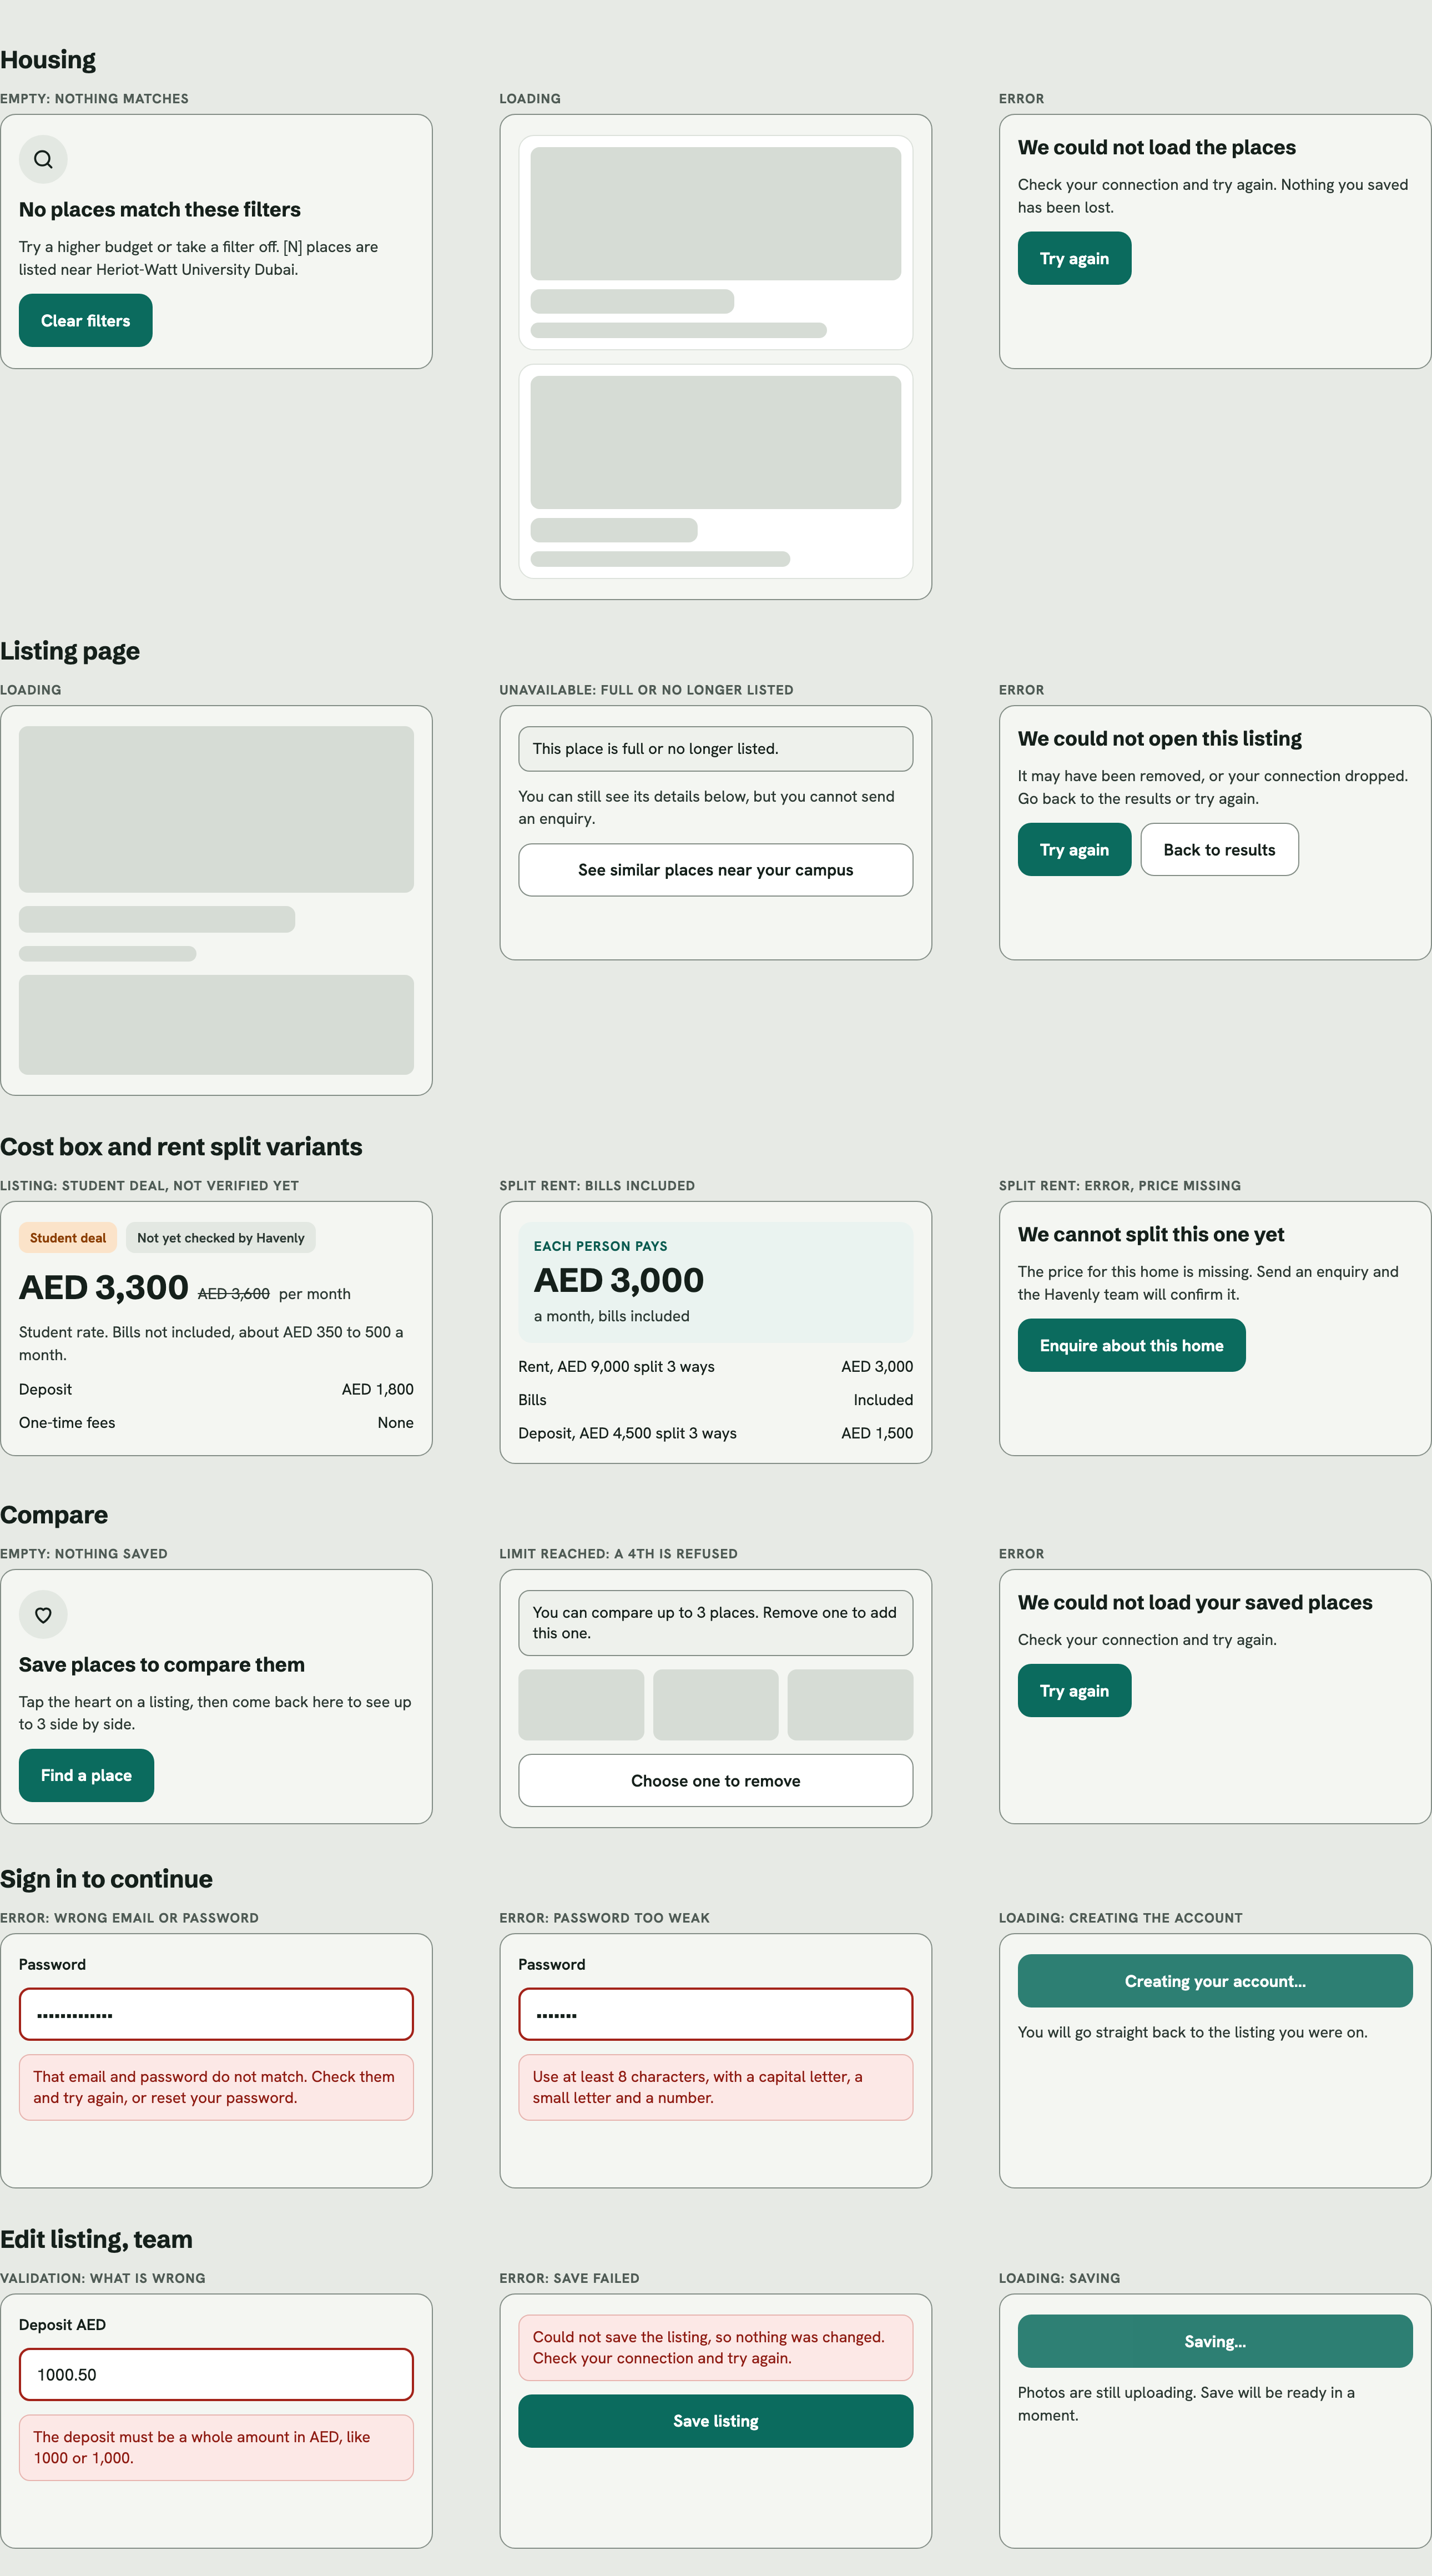 Housing
EMPTY: NOTHING MATCHES
No places match these filters
Try a higher budget or take a filter off. [N] places are
listed near Heriot-Watt University Dubai.
Clear filters
LOADING
ERROR
We could not load the places
Check your connection and try again. Nothing you saved
has been lost.
Try again
Listing page
LOADING
UNAVAILABLE: FULL OR NO LONGER LISTED
This place is full or no longer listed.
You can still see its details below, but you cannot send
an enquiry.
See similar places near your campus
ERROR
We could not open this listing
It may have been removed, or your connection dropped.
Go back to the results or try again.
Try again
Back to results
Cost box and rent split variants
LISTING: STUDENT DEAL, NOT VERIFIED YET
Student deal
Not yet checked by Havenly
AED 3,300 AED 3,600 per month
Student rate. Bills not included, about AED 350 to 500 a
month.
Deposit AED 1,800
One-time fees None
SPLIT RENT: BILLS INCLUDED
EACH PERSON PAYS
AED 3,000
a month, bills included
Rent, AED 9,000 split 3 ways AED 3,000
Bills Included
Deposit, AED 4,500 split 3 ways AED 1,500
SPLIT RENT: ERROR, PRICE MISSING
We cannot split this one yet
The price for this home is missing. Send an enquiry and
the Havenly team will confirm it.
Enquire about this home
Compare
EMPTY: NOTHING SAVED
Save places to compare them
Tap the heart on a listing, then come back here to see up
to 3 side by side.
Find a place
LIMIT REACHED: A 4TH IS REFUSED
You can compare up to 3 places. Remove one to add
this one.
Choose one to remove
ERROR
We could not load your saved places
Check your connection and try again.
Try again
Sign in to continue
ERROR: WRONG EMAIL OR PASSWORD
Password
That email and password do not match. Check them
and try again, or reset your password.
ERROR: PASSWORD TOO WEAK
Password
Use at least 8 characters, with a capital letter, a
small letter and a number.
LOADING: CREATING THE ACCOUNT
Creating your account...
You will go straight back to the listing you were on.
Edit listing, team
VALIDATION: WHAT IS WRONG
Deposit AED
1000.50
The deposit must be a whole amount in AED, like
1000 or 1,000.
ERROR: SAVE FAILED
Could not save the listing, so nothing was changed.
Check your connection and try again.
Save listing
LOADING: SAVING
Saving...
Photos are still uploading. Save will be ready in a
moment.